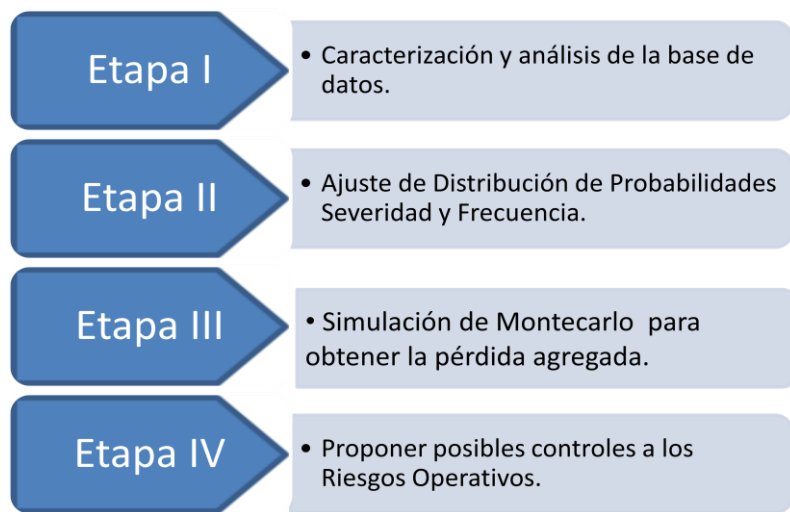 Etapa I
• Caracterización y análisis de la base de
datos.
Etapa II
• Ajuste de Distribución de Probabilidades
Severidad y Frecuencia.
Etapa III
• Simulación de Montecarlo para
obtener la pérdida agregada.
Etapa IV
• Proponer posibles controles a los
Riesgos Operativos.